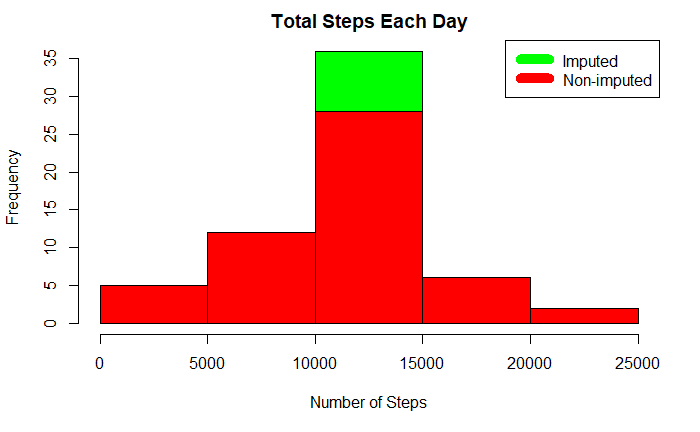 Total Steps Each Day
Imputed
Non-imputed
Frequency
35
30
25
20
15
10
5
0
0 5000 10000 15000 20000 25000
Number of Steps